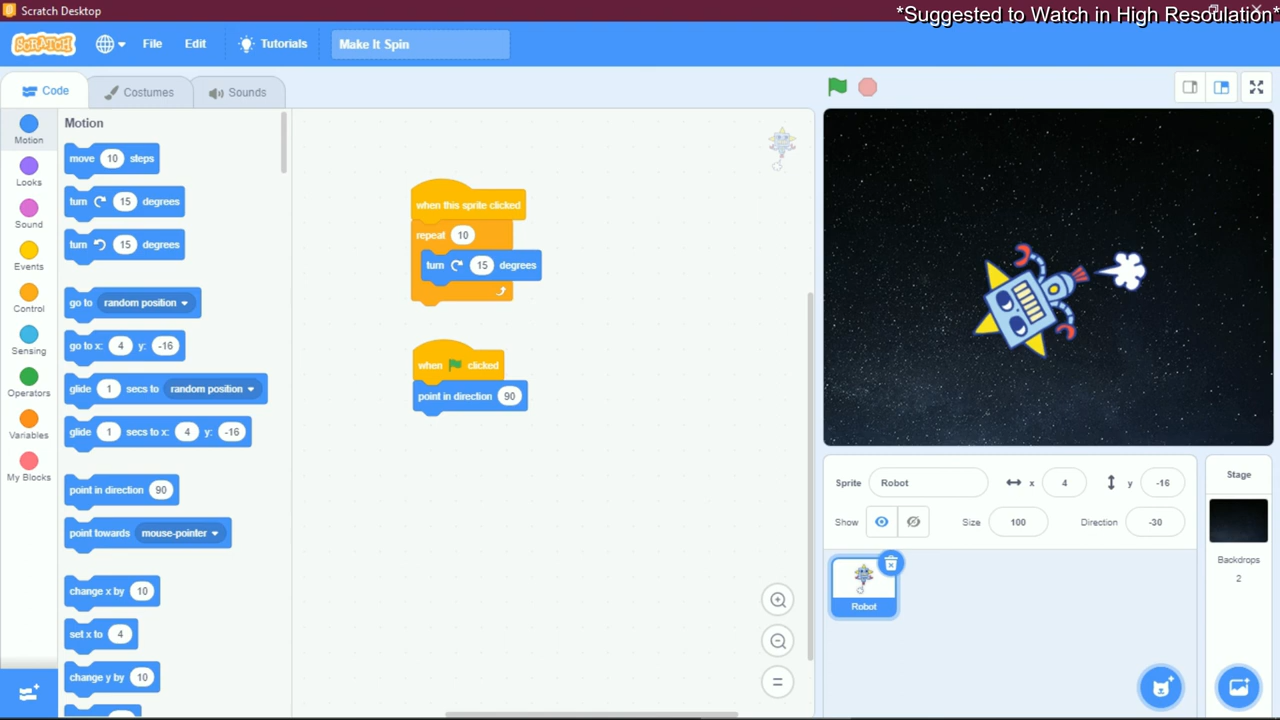 Scratch Desktop
*Suggested to Watch in High Resoulation*
SCRATCH
File
Edit
Tutorials
Make It Spin
Code
Costumes
Sounds
Motion
Looks
Sound
Events
Control
Sensing
Operators
Variables
My Blocks
Motion
move 10 steps
turn 15 degrees
turn 15 degrees
go to random position
go to x: 4 y: -16
glide 1 secs to random position
glide 1 secs to x: 4 y: -16
point in direction 90
point towards mouse-pointer
change x by 10
set x to 4
change y by 10
when this sprite clicked
repeat 10
turn 15 degrees
when clicked
point in direction 90
Sprite Robot x 4 y -16
Show Size 100 Direction -30
Robot
Stage
Backdrops
2